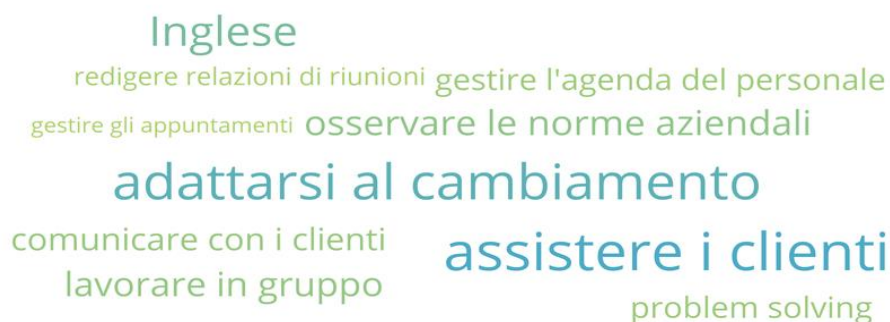 Inglese
redigere relazioni di riunioni gestire l'agenda del personale
gestire gli appuntamenti osservare le norme aziendali
adattarsi al cambiamento
comunicare con i clienti assistere i clienti
lavorare in gruppo
problem solving